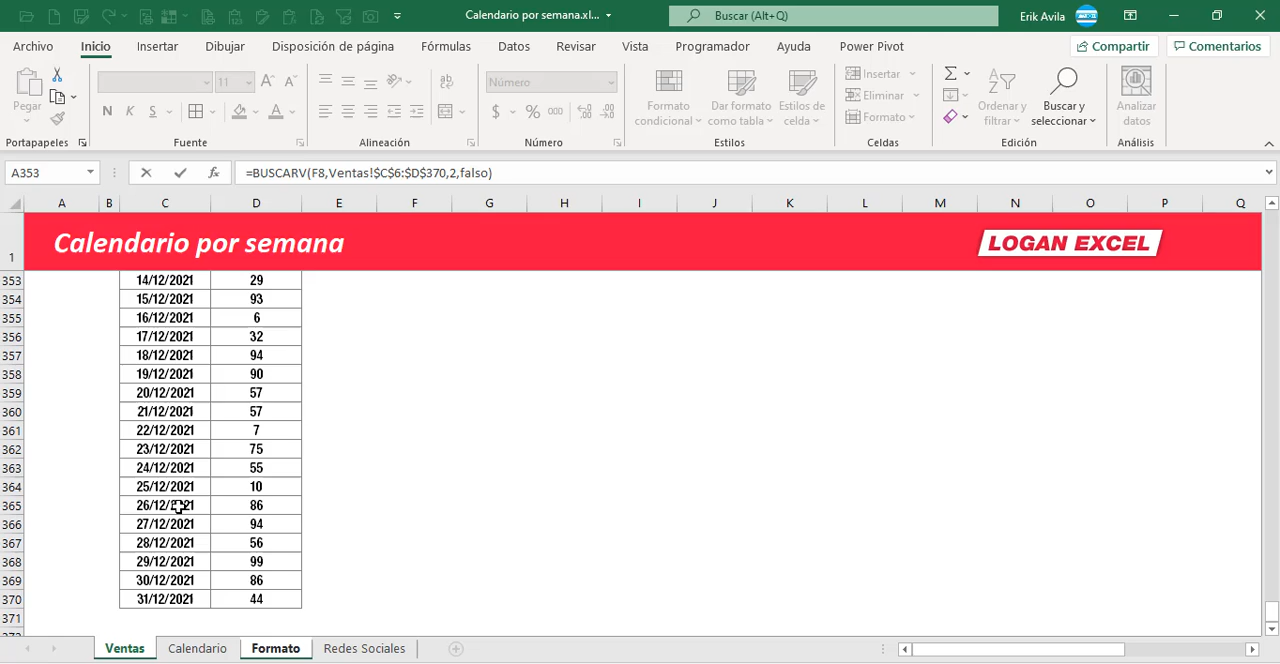 Calendario por semana.xl...
Buscar (Alt+Q)
Erik Avila
Archivo Inicio Insertar Dibujar Disposición de página Fórmulas Datos Revisar Vista Programador Ayuda Power Pivot
Compartir
Comentarios
Pegar
Portapapeles
11
N K S
Fuente
ab
Alineación
Número
$ % 000
Número
Formato condicional
Dar formato como tabla
Estilos de celda
Estilos
Insertar
Eliminar
Formato
Celdas
Ordenar y filtrar
Buscar y seleccionar
Edición
Analizar datos
Análisis
A353
fx
=BUSCARV(F8,Ventas!$C$6:$D$370,2,falso)
A B C D E F G H I J K L M N O P Q
1 Calendario por semana LOGAN EXCEL
353 14/12/2021 29
354 15/12/2021 93
355 16/12/2021 6
356 17/12/2021 32
357 18/12/2021 94
358 19/12/2021 90
359 20/12/2021 57
360 21/12/2021 57
361 22/12/2021 7
362 23/12/2021 75
363 24/12/2021 55
364 25/12/2021 10
365 26/12/2021 86
366 27/12/2021 94
367 28/12/2021 56
368 29/12/2021 99
369 30/12/2021 86
370 31/12/2021 44
371
Ventas Calendario Formato Redes Sociales